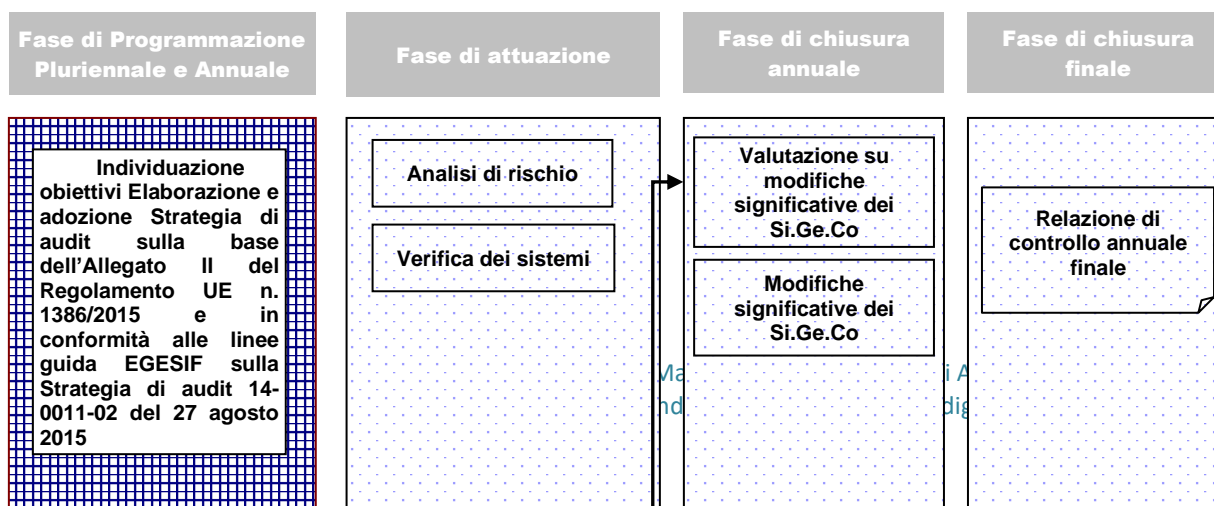 Fase di Programmazione
Pluriennale e Annuale
Fase di attuazione
Fase di chiusura
annuale
Fase di chiusura
finale
Individuazione
obiettivi Elaborazione e
adozione Strategia di
audit sulla base
dell'Allegato II del
Regolamento UE n.
1386/2015 e in
conformità alle linee
guida EGESIF sulla
Strategia di audit 14-
0011-02 del 27 agosto
2015
Analisi di rischio
Verifica dei sistemi
Valutazione su
modifiche
significative dei
Si.Ge.Co
Modifiche
significative dei
Si.Ge.Co
Relazione di
controllo annuale
finale